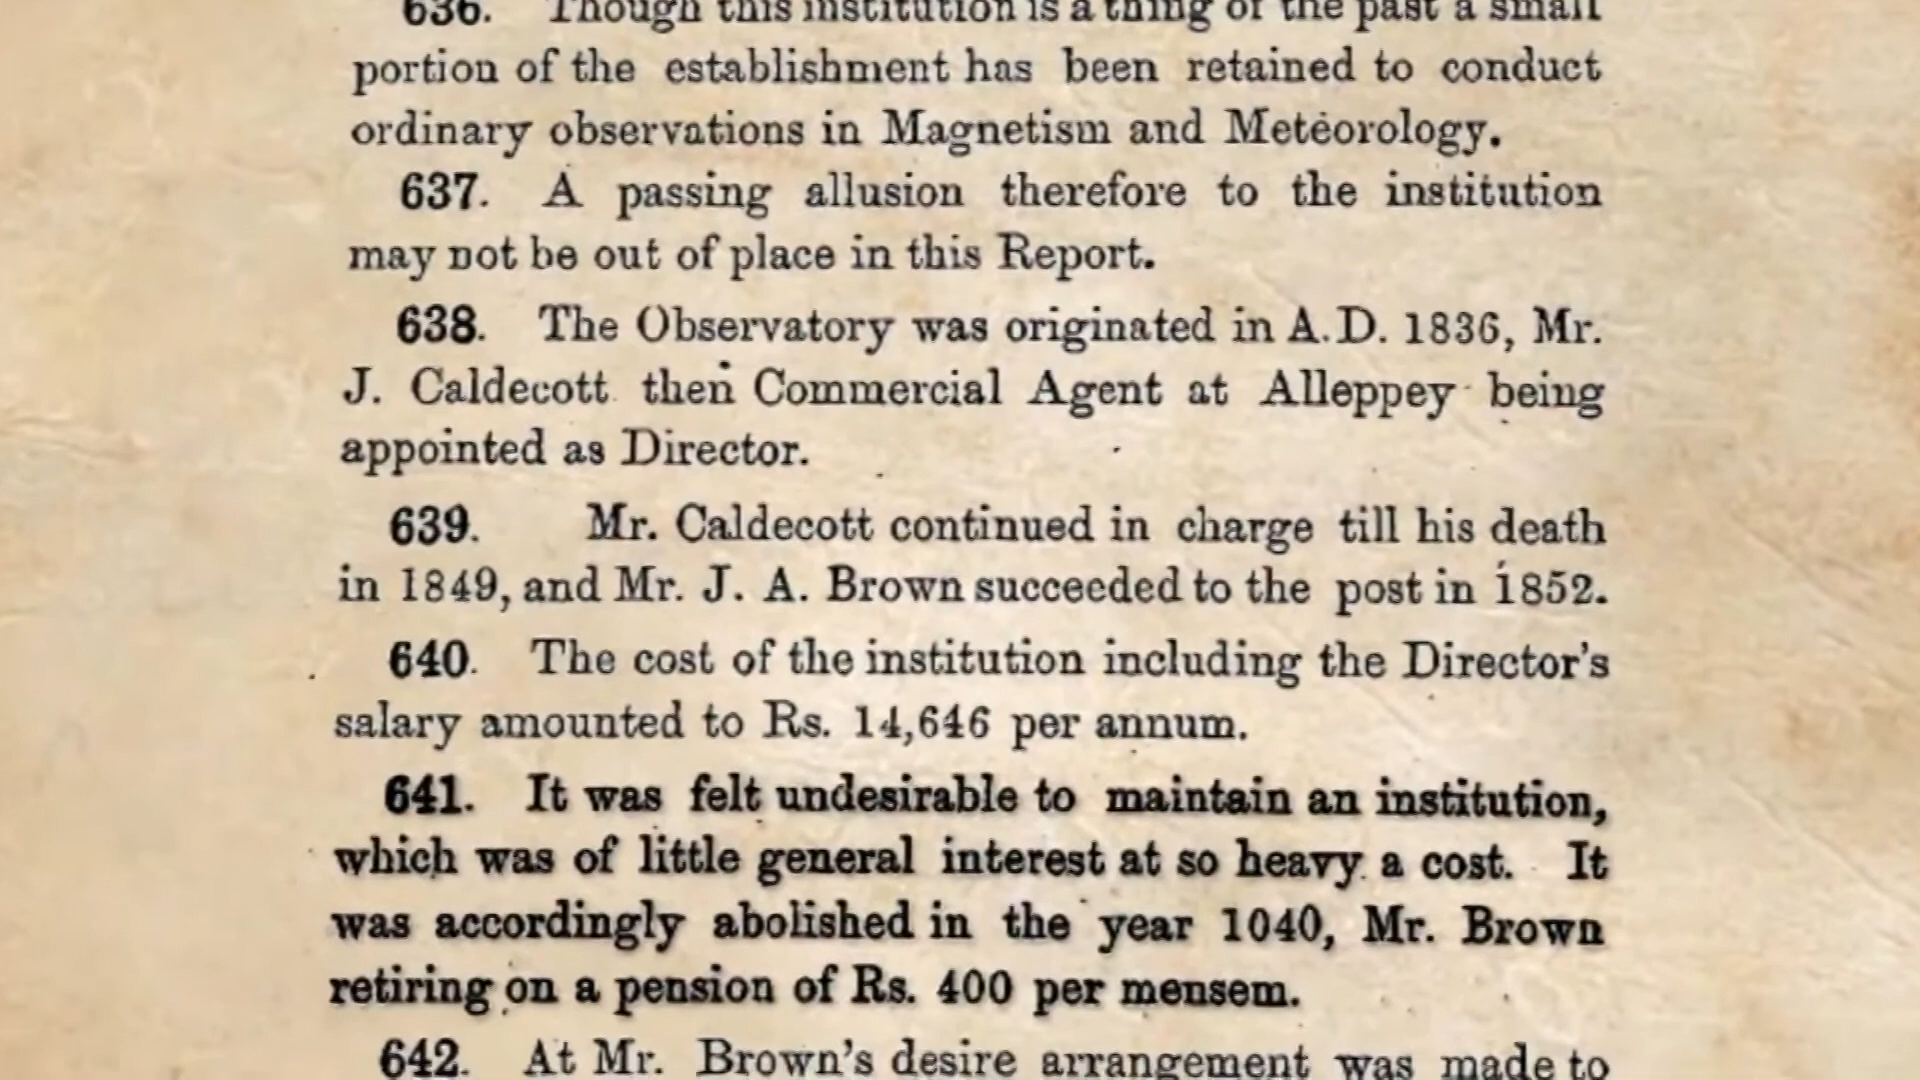 636. Though this institution is a thing of the past a small
portion of the establishment has been retained to conduct
ordinary observations in Magnetism and Meteorology.
637. A passing allusion therefore to the institution
may not be out of place in this Report.
638. The Observatory was originated in A.D. 1836, Mr.
J. Caldecott then Commercial Agent at Alleppey being
appointed as Director.
639. Mr. Caldecott continued in charge till his death
in 1849, and Mr. J. A. Brown succeeded to the post in 1852.
640. The cost of the institution including the Director's
salary amounted to Rs. 14,646 per annum.
641. It was felt undesirable to maintain an institution,
which was of little general interest at so heavy a cost. It
was accordingly abolished in the year 1040, Mr. Brown
retiring on a pension of Rs. 400 per mensem.
642. At Mr. Brown's desire arrangement was made to